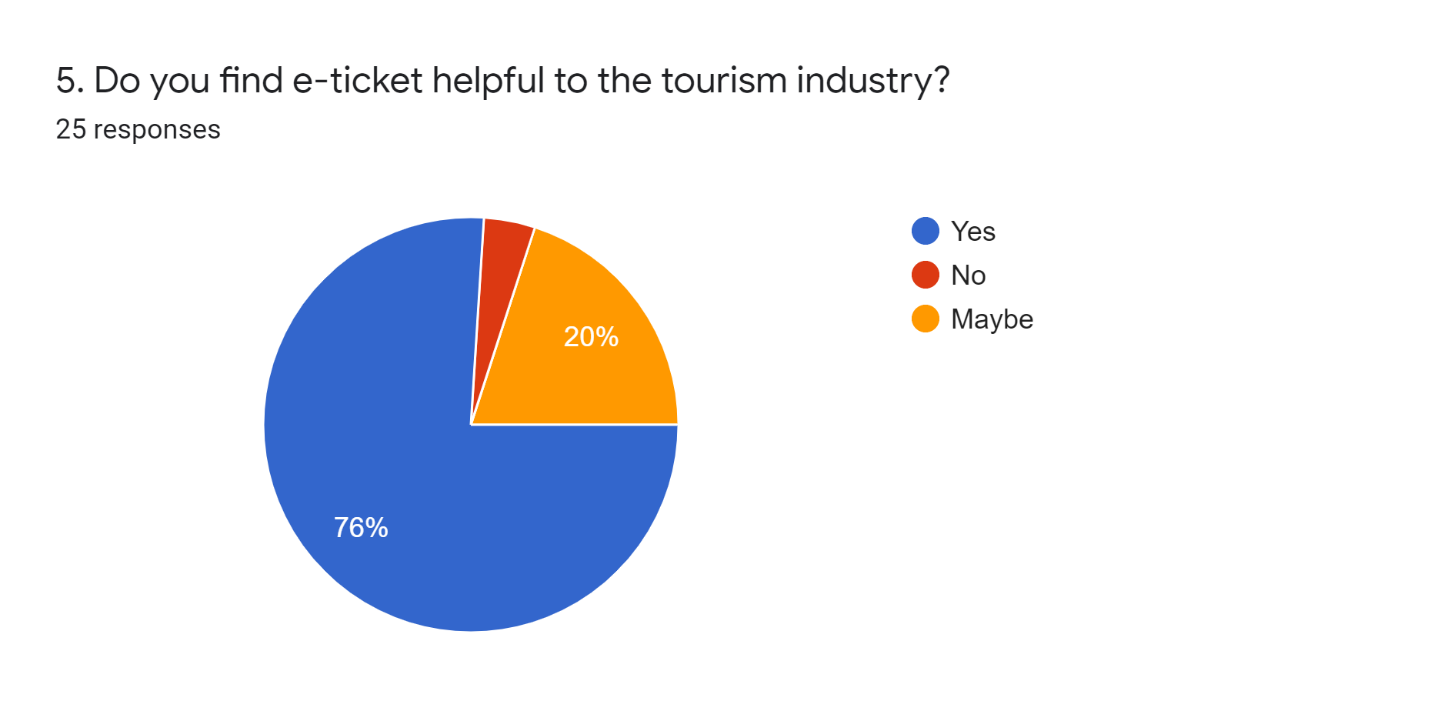 5. Do you find e-ticket helpful to the tourism industry?
25 responses
Yes
No
Maybe
20%
76%